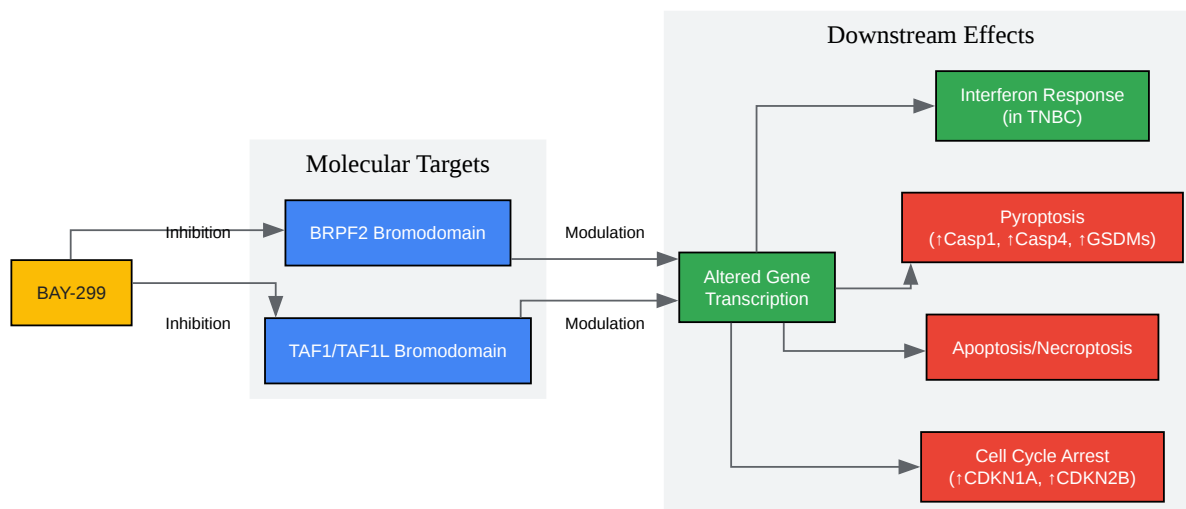 Downstream Effects
Interferon Response
(in TNBC)
Molecular Targets
Pyroptosis
(↑Casp1, ↑Casp4, ↑GSDMs)
Inhibition
BRPF2 Bromodomain
Modulation
BAY-299
Altered Gene
Transcription
Inhibition
TAF1/TAF1L Bromodomain
Modulation
Apoptosis/Necroptosis
Cell Cycle Arrest
(↑CDKN1A, ↑CDKN2B)